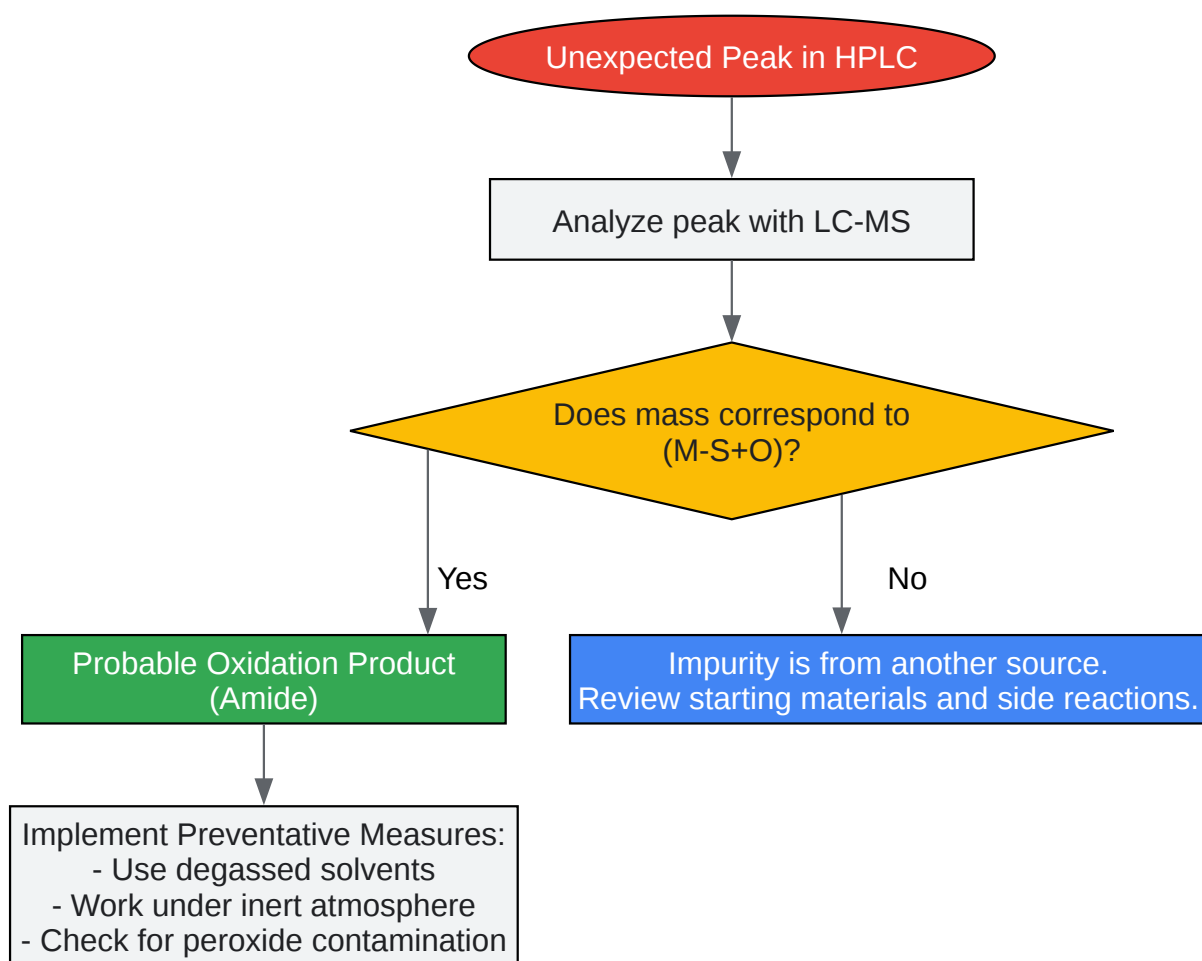 Unexpected Peak in HPLC
Analyze peak with LC-MS
Does mass correspond to
(M-S+O)?
Yes
No
Probable Oxidation Product
(Amide)
Impurity is from another source.
Review starting materials and side reactions.
Implement Preventative Measures:
- Use degassed solvents
- Work under inert atmosphere
- Check for peroxide contamination